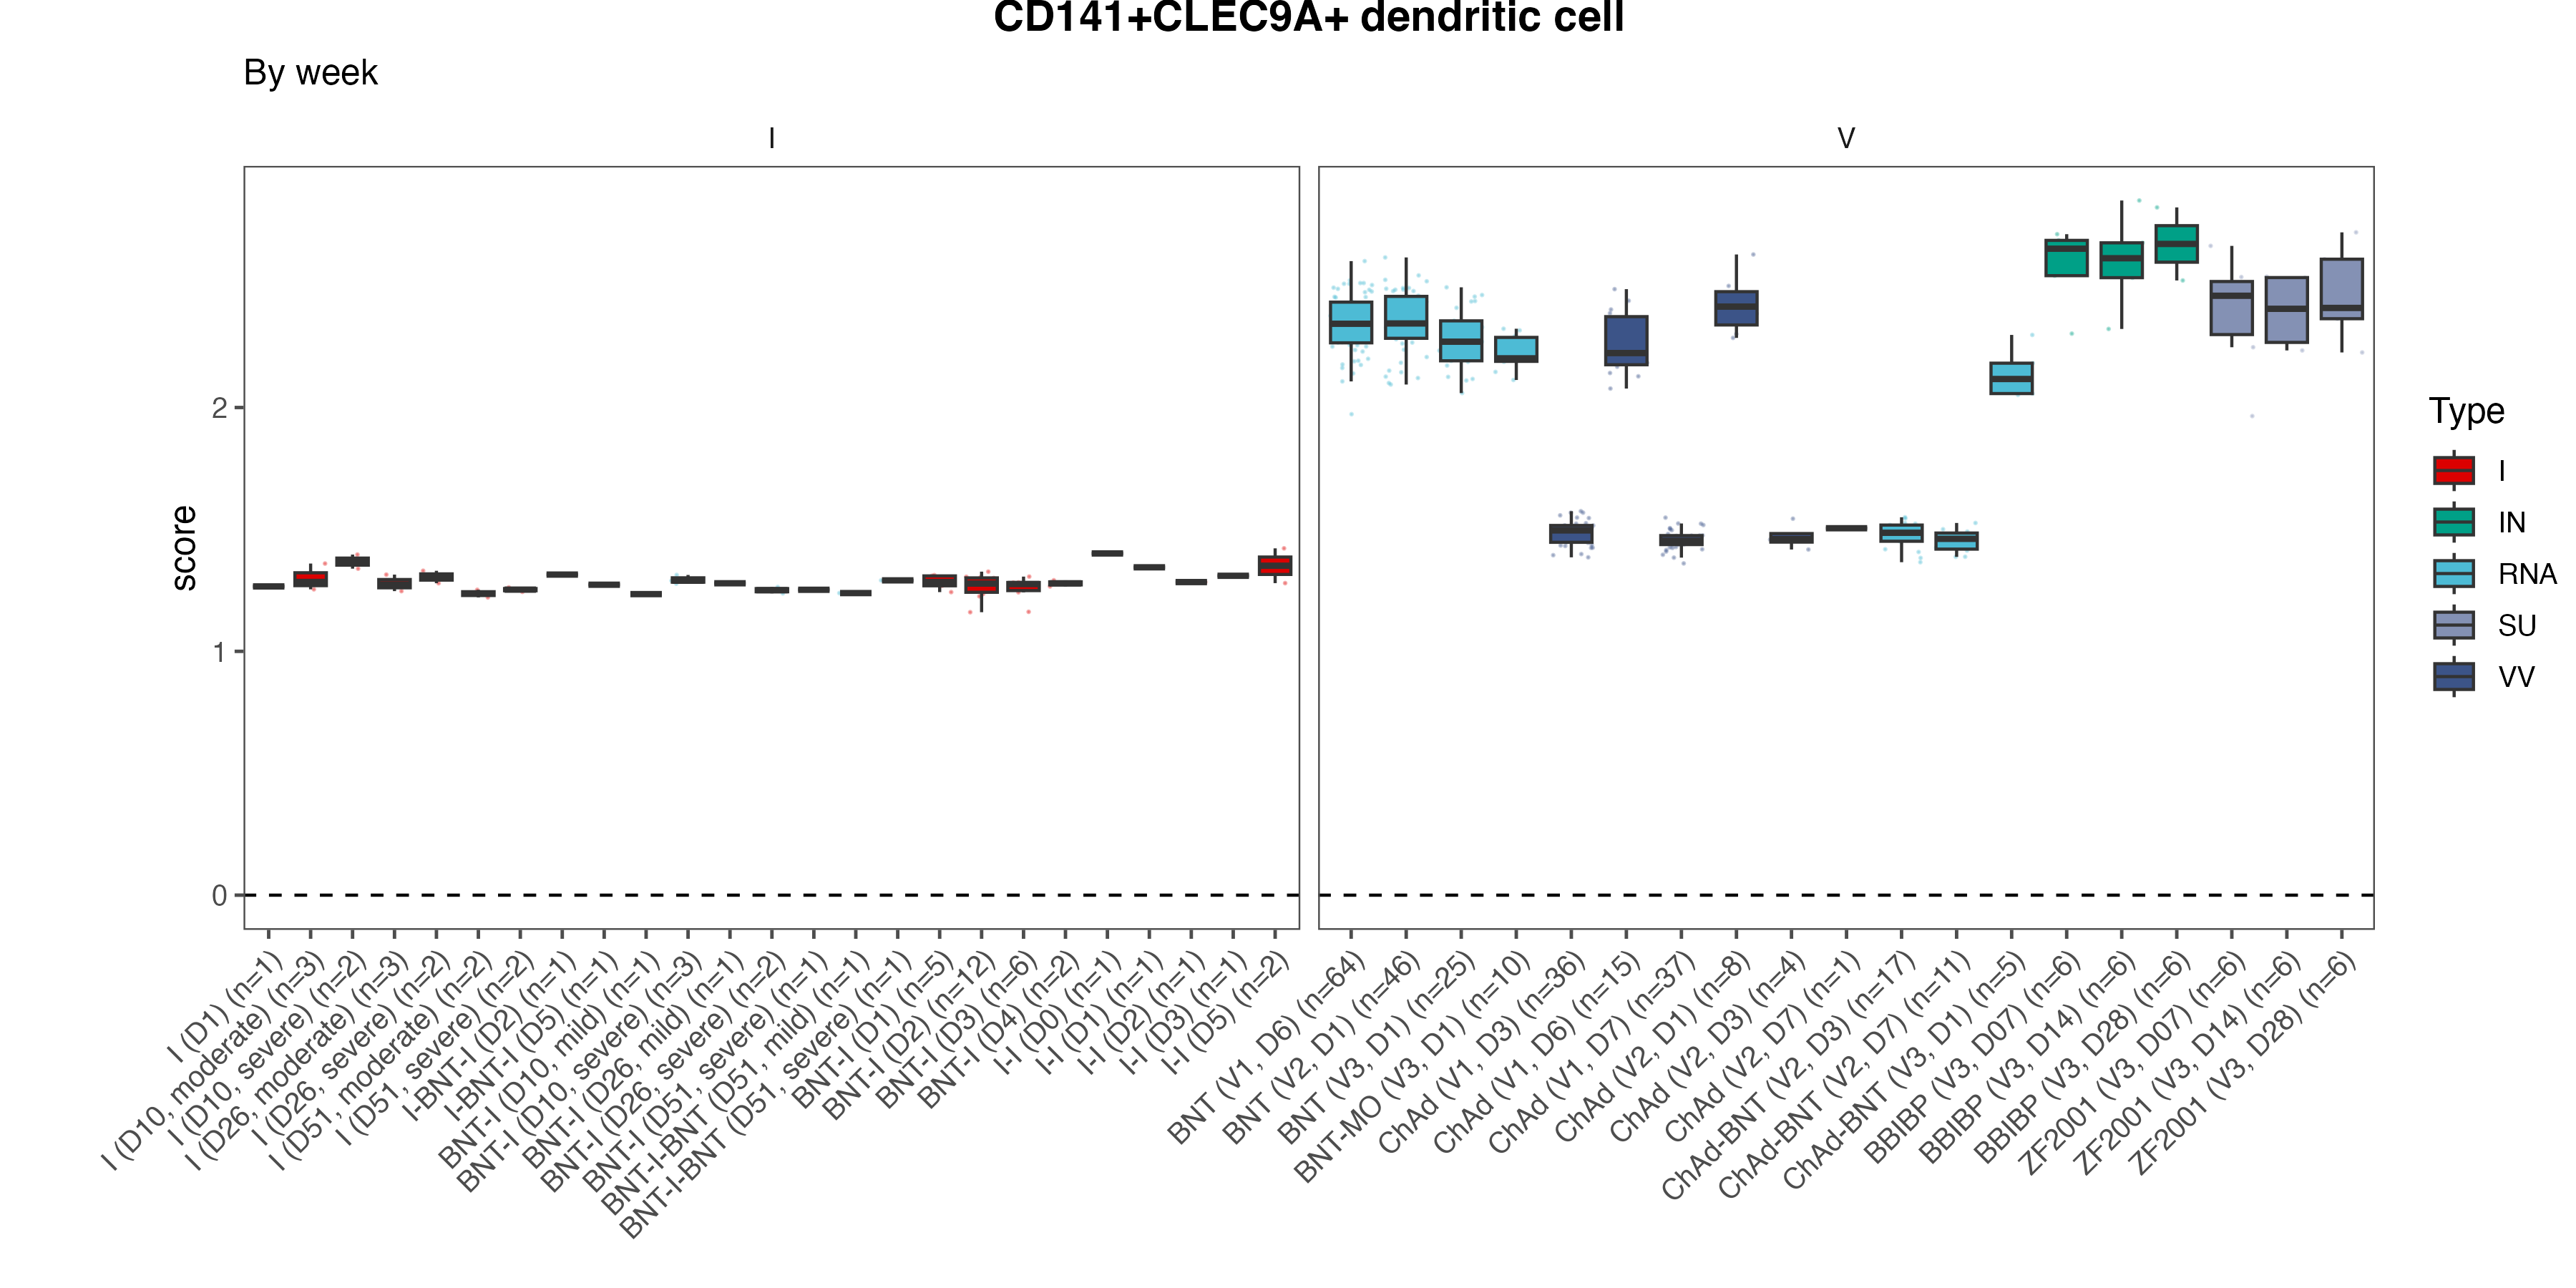 CD141+CLEC9A+ dendritic cell
By week
I
V
score
2
1
0
I (D1) (n=1)
I (D10, moderate) (n=3)
I (D10, severe) (n=2)
I (D26, moderate) (n=3)
I (D26, severe) (n=2)
I (D51, moderate) (n=2)
I (D51, severe) (n=2)
I-BNT-I (D2) (n=1)
I-BNT-I (D5) (n=1)
BNT-I (D10, mild) (n=1)
BNT-I (D10, severe) (n=3)
BNT-I (D26, mild) (n=1)
BNT-I (D26, severe) (n=2)
BNT-I (D51, severe) (n=1)
BNT-I-BNT (D51, mild) (n=1)
BNT-I-BNT (D51, severe) (n=1)
BNT-I (D1) (n=5)
BNT-I (D2) (n=12)
BNT-I (D3) (n=6)
BNT-I (D4) (n=2)
I-I (D0) (n=1)
I-I (D1) (n=1)
I-I (D2) (n=1)
I-I (D3) (n=1)
I-I (D5) (n=2)
BNT (V1, D6) (n=64)
BNT (V2, D1) (n=46)
BNT (V3, D1) (n=25)
BNT-MO (V3, D1) (n=10)
ChAd (V1, D3) (n=36)
ChAd (V1, D6) (n=15)
ChAd (V1, D7) (n=37)
ChAd (V2, D1) (n=8)
ChAd (V2, D3) (n=4)
ChAd (V2, D7) (n=1)
ChAd-BNT (V2, D3) (n=17)
ChAd-BNT (V2, D7) (n=11)
ChAd-BNT (V3, D1) (n=5)
BBIBP (V3, D07) (n=6)
BBIBP (V3, D14) (n=6)
BBIBP (V3, D28) (n=6)
ZF2001 (V3, D07) (n=6)
ZF2001 (V3, D14) (n=6)
ZF2001 (V3, D28) (n=6)
Type
I
IN
RNA
SU
VV